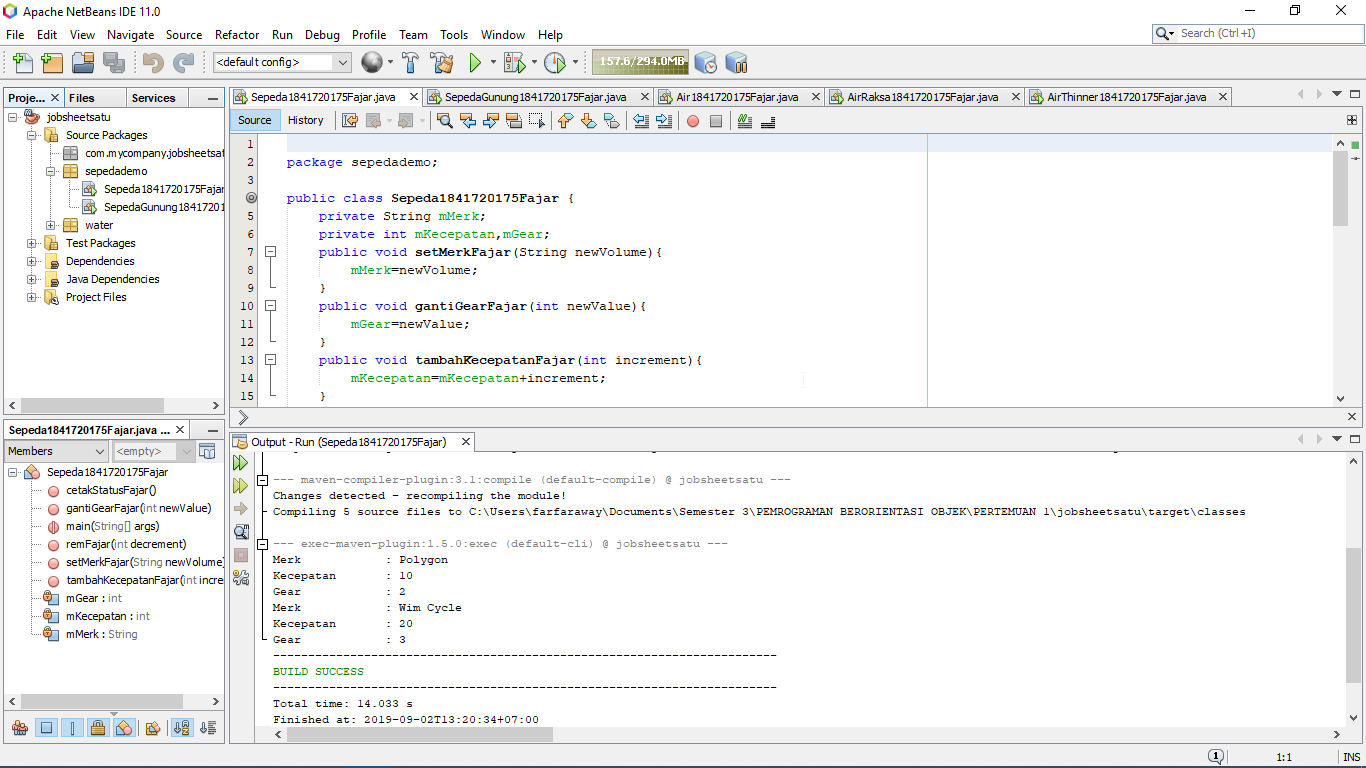 Apache NetBeans IDE 11.0
File Edit View Navigate Source Refactor Run Debug Profile Team Tools Window Help
Search (Ctrl+I)
<default config>
157.6/294.0MB
Proje... Files Services
jobsheetsatu
Source Packages
com.mycompany.jobsheetsat
sepedademo
Sepeda1841720175Fajar
SepedaGunung18417201
water
Test Packages
Dependencies
Java Dependencies
Project Files
Sepeda1841720175Fajar.java SepedaGunung1841720175Fajar.java Air1841720175Fajar.java AirRaksa1841720175Fajar.java AirThinner1841720175Fajar.java
Source History
1
2 package sepedademo;
3
public class Sepeda1841720175Fajar {
5 private String mMerk;
6 private int mKecepatan,mGear;
7 public void setMerkFajar(String newVolume){
8 mMerk=newVolume;
9 }
10 public void gantiGearFajar(int newValue){
11 mGear=newValue;
12 }
13 public void tambahKecepatanFajar(int increment){
14 mKecepatan=mKecepatan+increment;
15 }
Sepeda1841720175Fajar.java ...
Members <empty>
Sepeda1841720175Fajar
cetakStatusFajar()
gantiGearFajar(int newValue)
main(String[] args)
remFajar(int decrement)
setMerkFajar(String newVolume
tambahKecepatanFajar(int incre
mGear : int
mKecepatan : int
mMerk : String
Output - Run (Sepeda1841720175Fajar)
--- maven-compiler-plugin:3.1:compile (default-compile) @ jobsheetsatu ---
Changes detected - recompiling the module!
Compiling 5 source files to C:\Users\farfaraway\Documents\Semester 3\PEMROGRAMAN BERORIENTASI OBJEK\PERTEMUAN 1\jobsheetsatu\target\classes
--- exec-maven-plugin:1.5.0:exec (default-cli) @ jobsheetsatu ---
Merk : Polygon
Kecepatan : 10
Gear : 2
Merk : Wim Cycle
Kecepatan : 20
Gear : 3
------------------------------------------------------------------------
BUILD SUCCESS
------------------------------------------------------------------------
Total time: 14.033 s
Finished at: 2019-09-02T13:20:34+07:00
1
1:1 INS